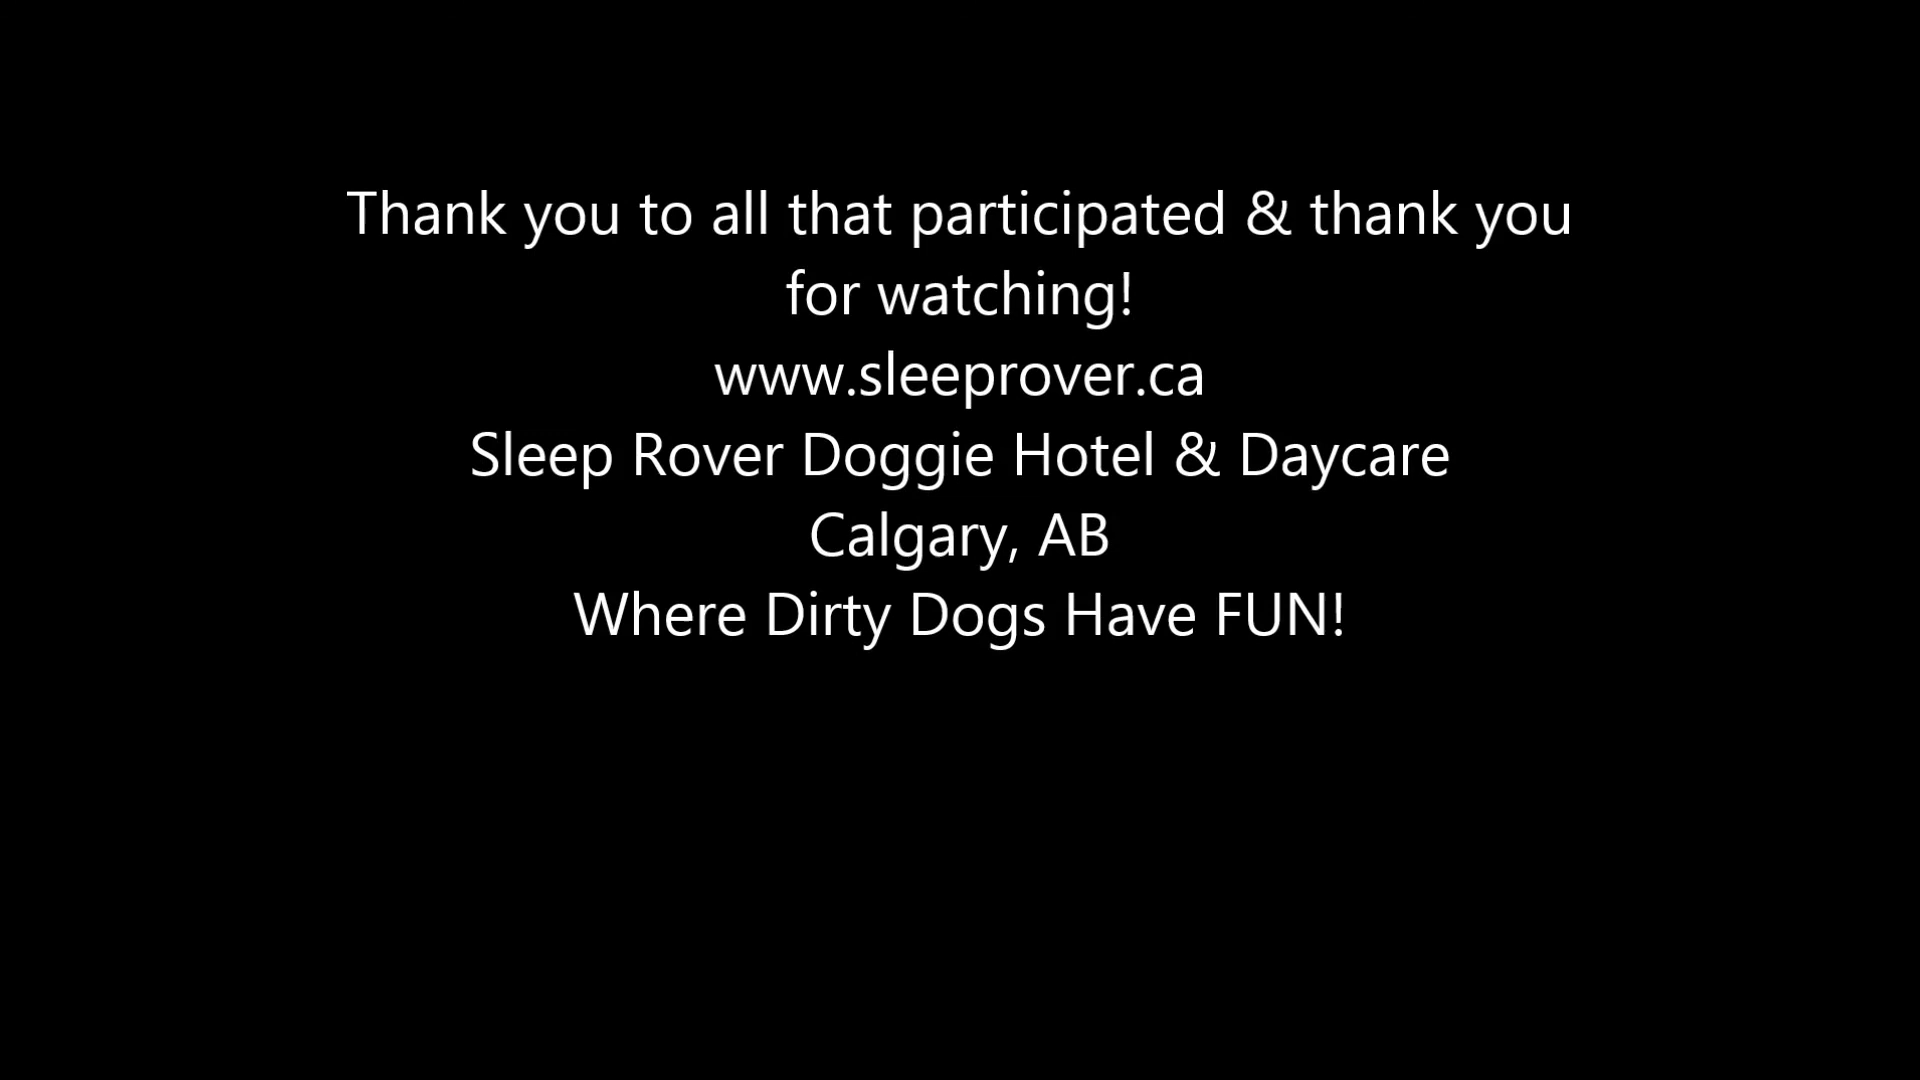 Thank you to all that participated & thank you
for watching!
www.sleeprover.ca
Sleep Rover Doggie Hotel & Daycare
Calgary, AB
Where Dirty Dogs Have FUN!